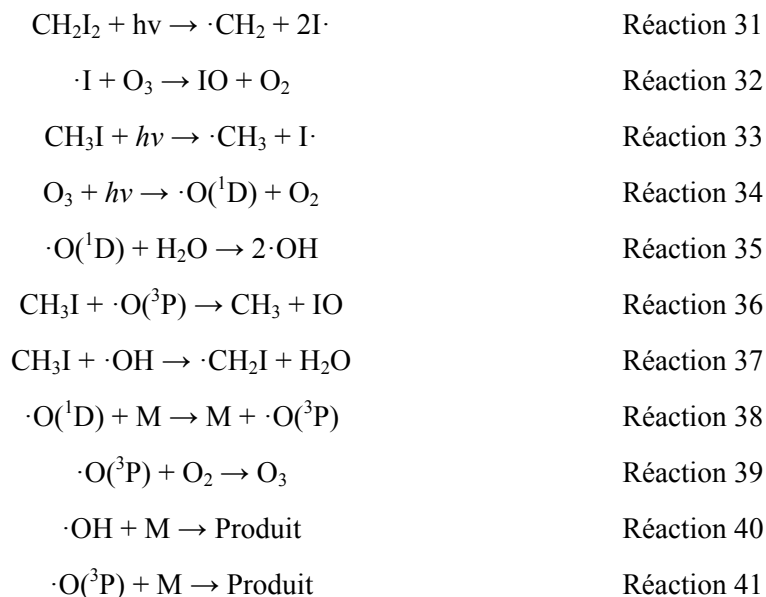 CH₂I₂ + hν → ·CH₂ + 2I· Réaction 31
·I + O₃ → IO + O₂ Réaction 32
CH₃I + hν → ·CH₃ + I· Réaction 33
O₃ + hν → ·O(¹D) + O₂ Réaction 34
·O(¹D) + H₂O → 2·OH Réaction 35
CH₃I + ·O(³P) → CH₃ + IO Réaction 36
CH₃I + ·OH → ·CH₂I + H₂O Réaction 37
·O(¹D) + M → M + ·O(³P) Réaction 38
·O(³P) + O₂ → O₃ Réaction 39
·OH + M → Produit Réaction 40
·O(³P) + M → Produit Réaction 41